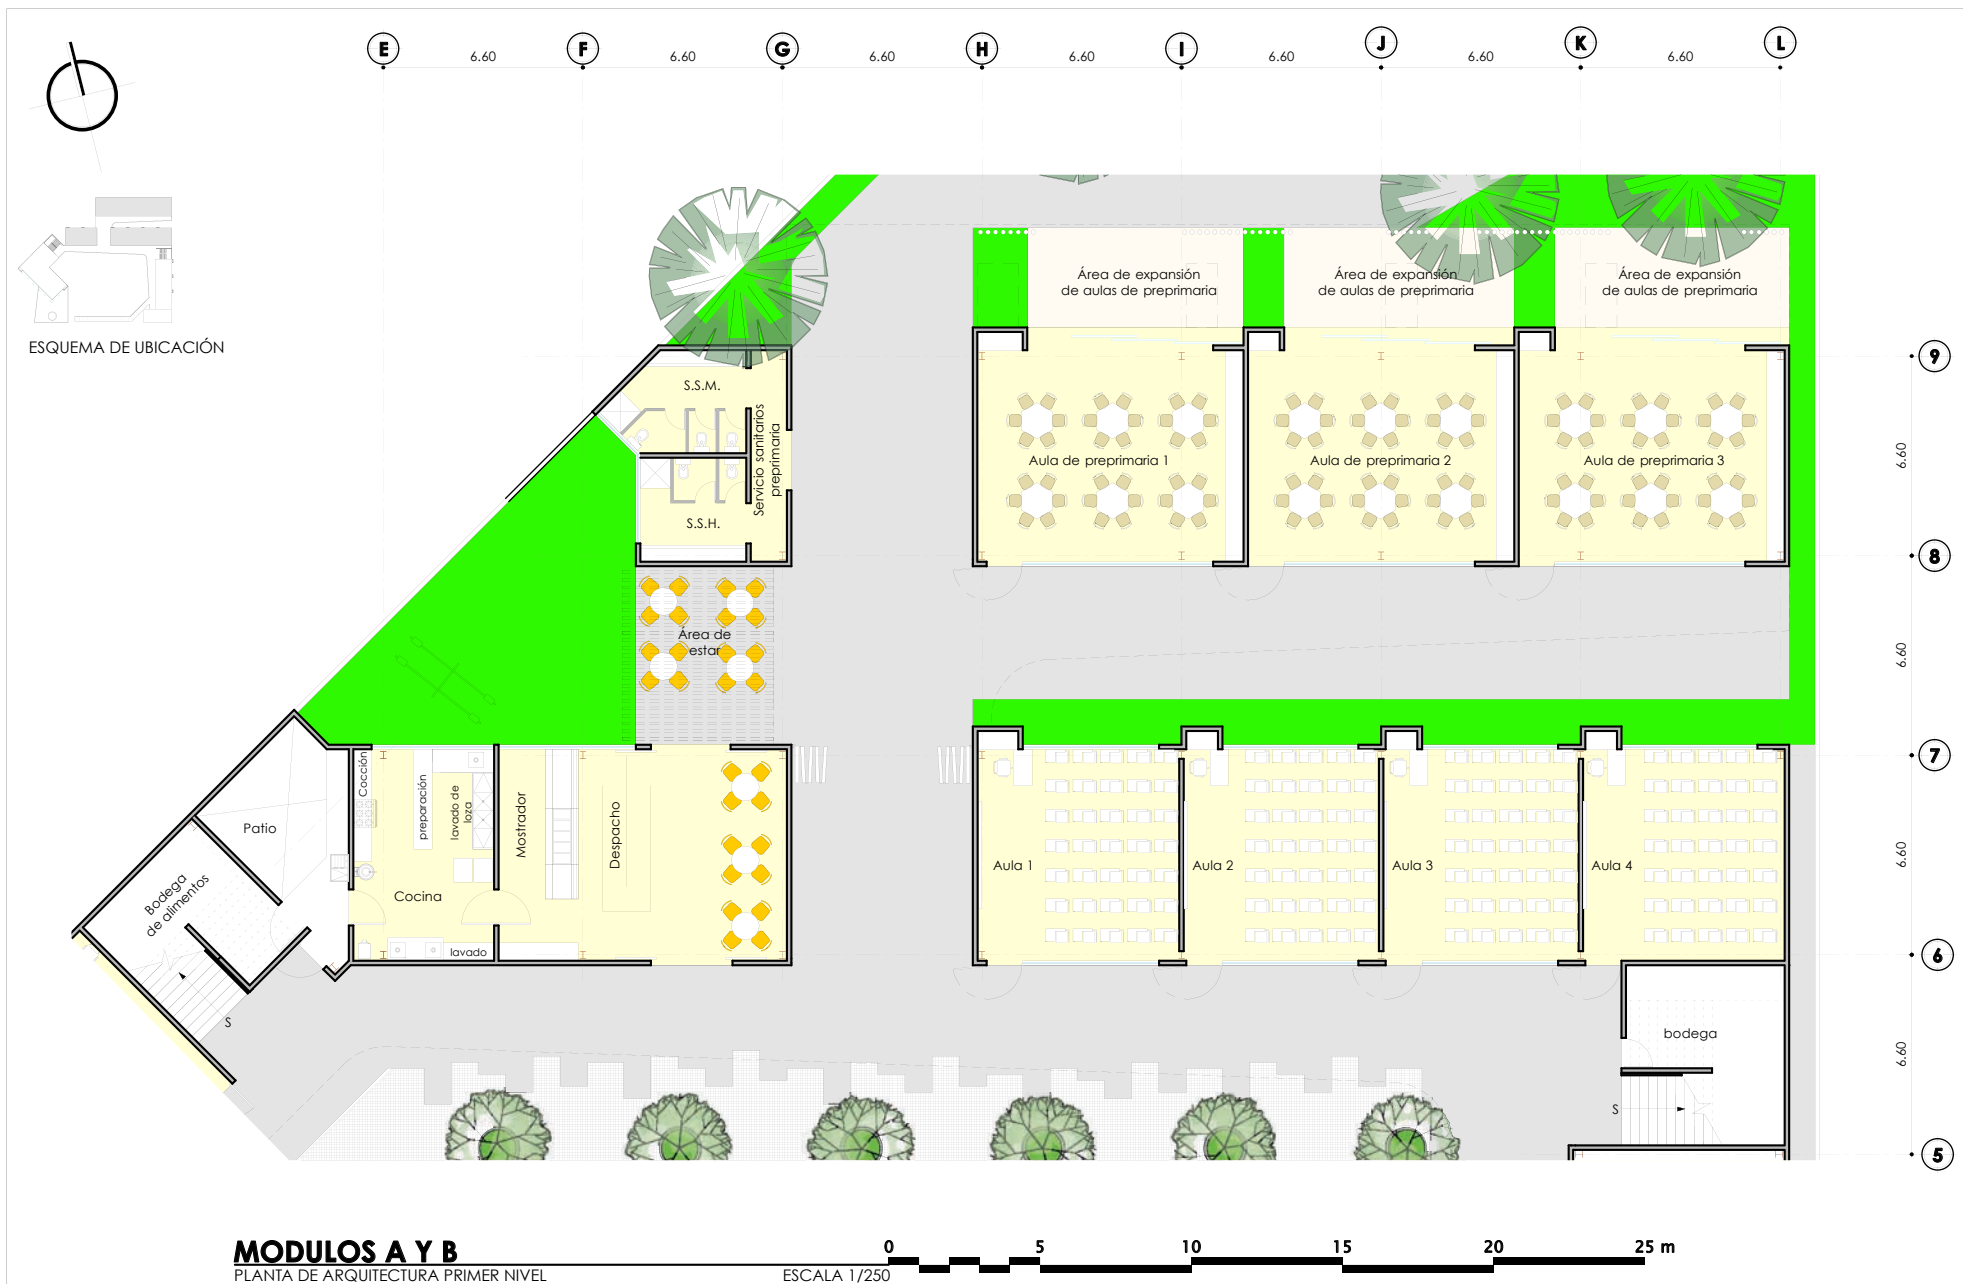 E
F
G
H
I
J
K
L
6.60
6.60
6.60
6.60
6.60
6.60
6.60
ESQUEMA DE UBICACIÓN
Área de expansión
de aulas de preprimaria
Área de expansión
de aulas de preprimaria
Área de expansión
de aulas de preprimaria
9
S.S.M.
Servicio sanitarios
preprimaria
S.S.H.
Aula de preprimaria 1
Aula de preprimaria 2
Aula de preprimaria 3
6.60
8
Área de
estar
6.60
7
Cocción
preparación
lavado de
loza
Mostrador
Despacho
Patio
Bodega
de alimentos
Cocina
lavado
Aula 1
Aula 2
Aula 3
Aula 4
6.60
6
S
bodega
6.60
S
5
MODULOS A Y B
PLANTA DE ARQUITECTURA PRIMER NIVEL
ESCALA 1/250
0
5
10
15
20
25 m